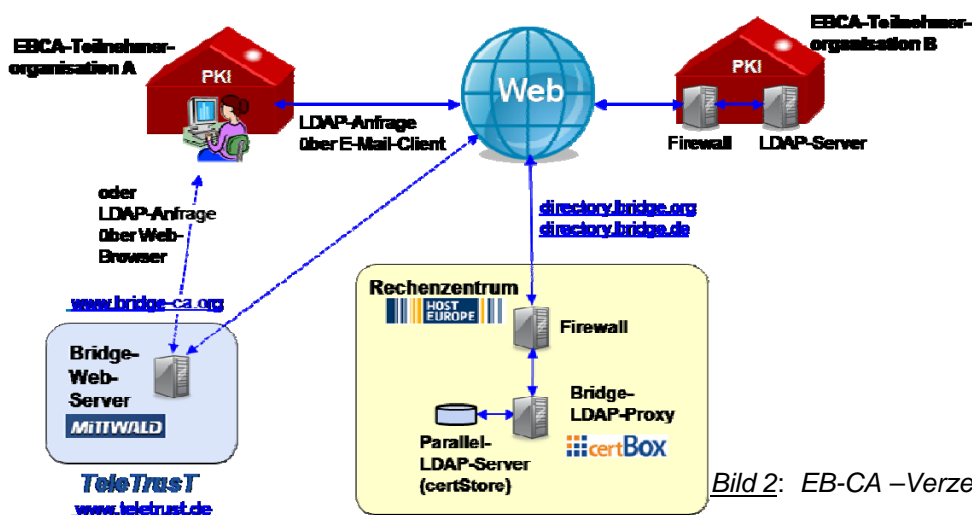 EBCA-Teilnehmer-
organisation A
PKI
LDAP-Anfrage
über E-Mail-Client
Web
EBCA-Teilnehmer-
organisation B
PKI
Firewall
LDAP-Server
oder
LDAP-Anfrage
über Web-
Browser
www.bridge-ca.org
Bridge-
Web-
Server
MITTWALD
TeleTrusT
www.teletrust.de
directory.bridge.org
directory.bridge.de
Rechenzentrum
HOST
EUROPE
Firewall
Bridge-
LDAP-Proxy
certBox
Parallel-
LDAP-Server
(certStore)
Bild 2: EB-CA –Verze